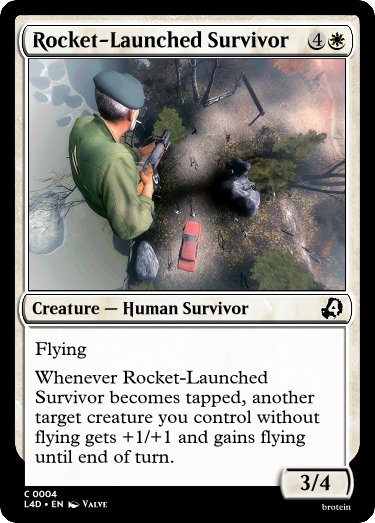 Rocket-Launched Survivor 4
Creature — Human Survivor
Flying
Whenever Rocket-Launched
Survivor becomes tapped, another
target creature you control without
flying gets +1/+1 and gains flying
until end of turn.
3/4
C 0004
L4D • EN Valve
brotein